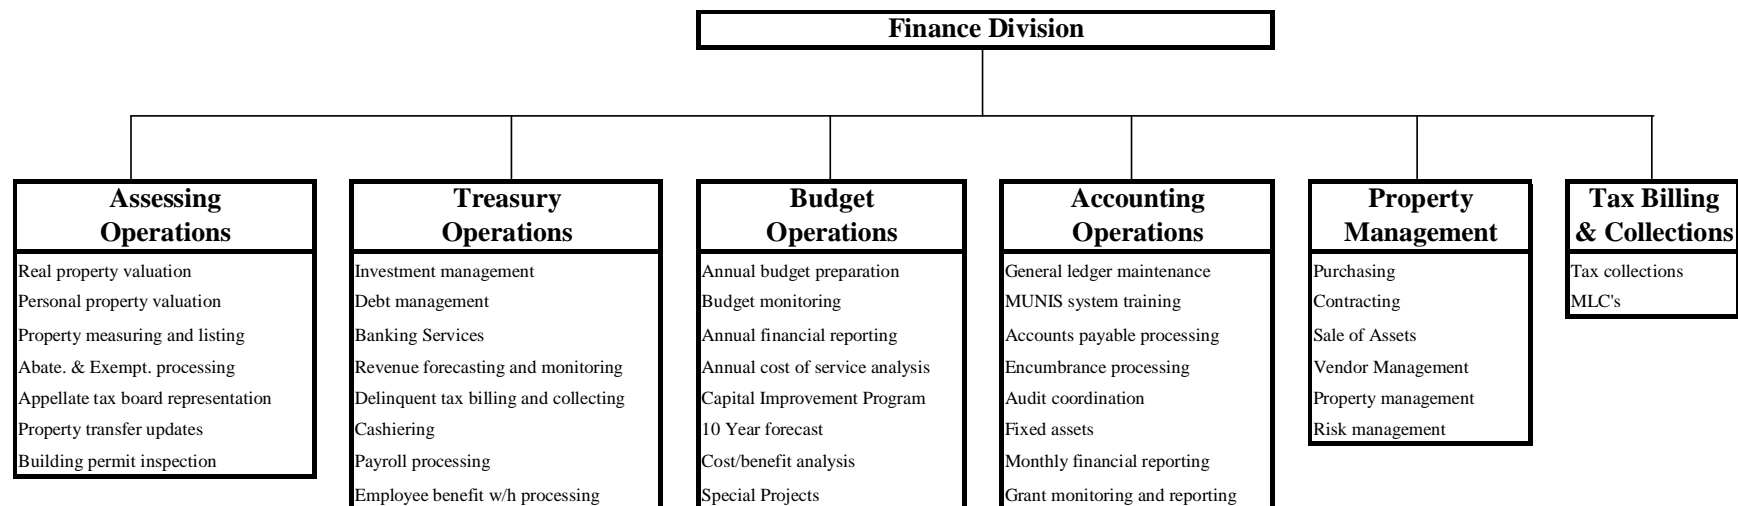 Finance Division
Assessing
Operations
Real property valuation
Personal property valuation
Property measuring and listing
Abate. & Exempt. processing
Appellate tax board representation
Property transfer updates
Building permit inspection
Treasury
Operations
Investment management
Debt management
Banking Services
Revenue forecasting and monitoring
Delinquent tax billing and collecting
Cashiering
Payroll processing
Employee benefit w/h processing
Budget
Operations
Annual budget preparation
Budget monitoring
Annual financial reporting
Annual cost of service analysis
Capital Improvement Program
10 Year forecast
Cost/benefit analysis
Special Projects
Accounting
Operations
General ledger maintenance
MUNIS system training
Accounts payable processing
Encumbrance processing
Audit coordination
Fixed assets
Monthly financial reporting
Grant monitoring and reporting
Property
Management
Purchasing
Contracting
Sale of Assets
Vendor Management
Property management
Risk management
Tax Billing
& Collections
Tax collections
MLC's